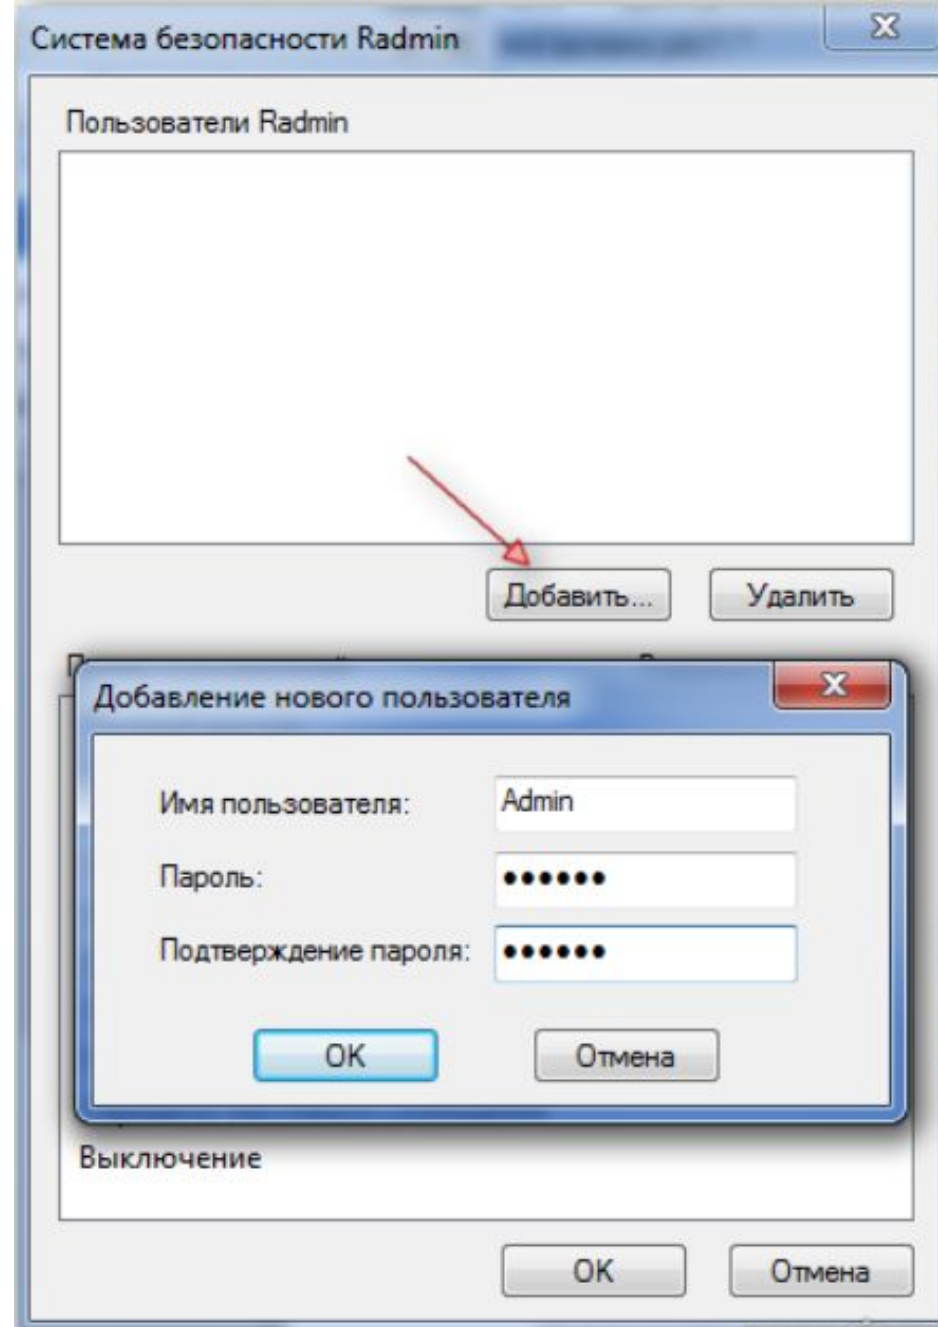 Система безопасности Radmin
Пользователи Radmin
Добавить...
Удалить
Добавление нового пользователя
Имя пользователя:
Admin
Пароль:
••••••
Подтверждение пароля:
••••••
OK
Отмена
Выключение
OK
Отмена